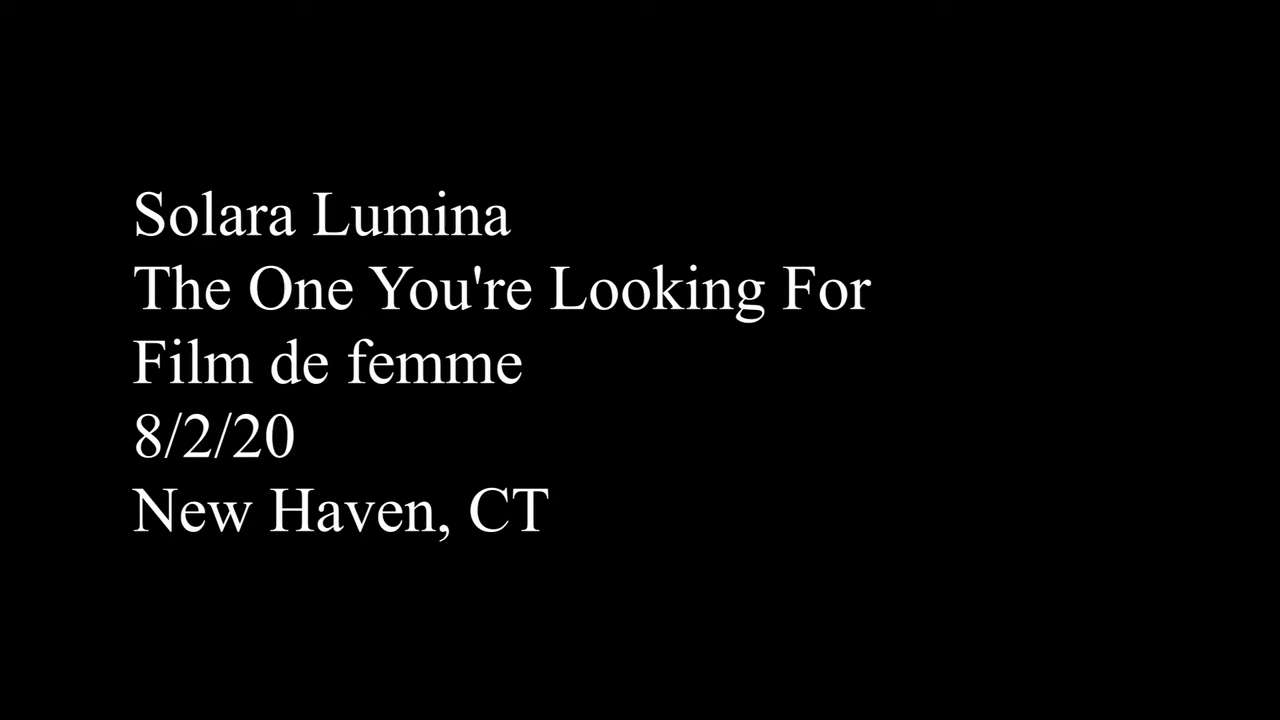 Solara Lumina
The One You're Looking For
Film de femme
8/2/20
New Haven, CT